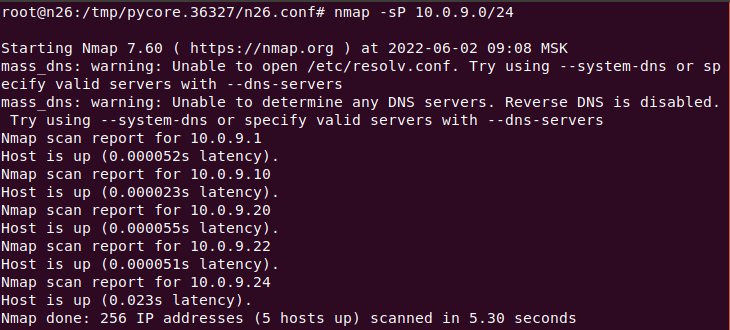 root@n26:/tmp/pycore.36327/n26.conf# nmap -sP 10.0.9.0/24
Starting Nmap 7.60 ( https://nmap.org ) at 2022-06-02 09:08 MSK
mass_dns: warning: Unable to open /etc/resolv.conf. Try using --system-dns or sp
ecify valid servers with --dns-servers
mass_dns: warning: Unable to determine any DNS servers. Reverse DNS is disabled.
 Try using --system-dns or specify valid servers with --dns-servers
Nmap scan report for 10.0.9.1
Host is up (0.000052s latency).
Nmap scan report for 10.0.9.10
Host is up (0.000023s latency).
Nmap scan report for 10.0.9.20
Host is up (0.000055s latency).
Nmap scan report for 10.0.9.22
Host is up (0.000051s latency).
Nmap scan report for 10.0.9.24
Host is up (0.023s latency).
Nmap done: 256 IP addresses (5 hosts up) scanned in 5.30 seconds